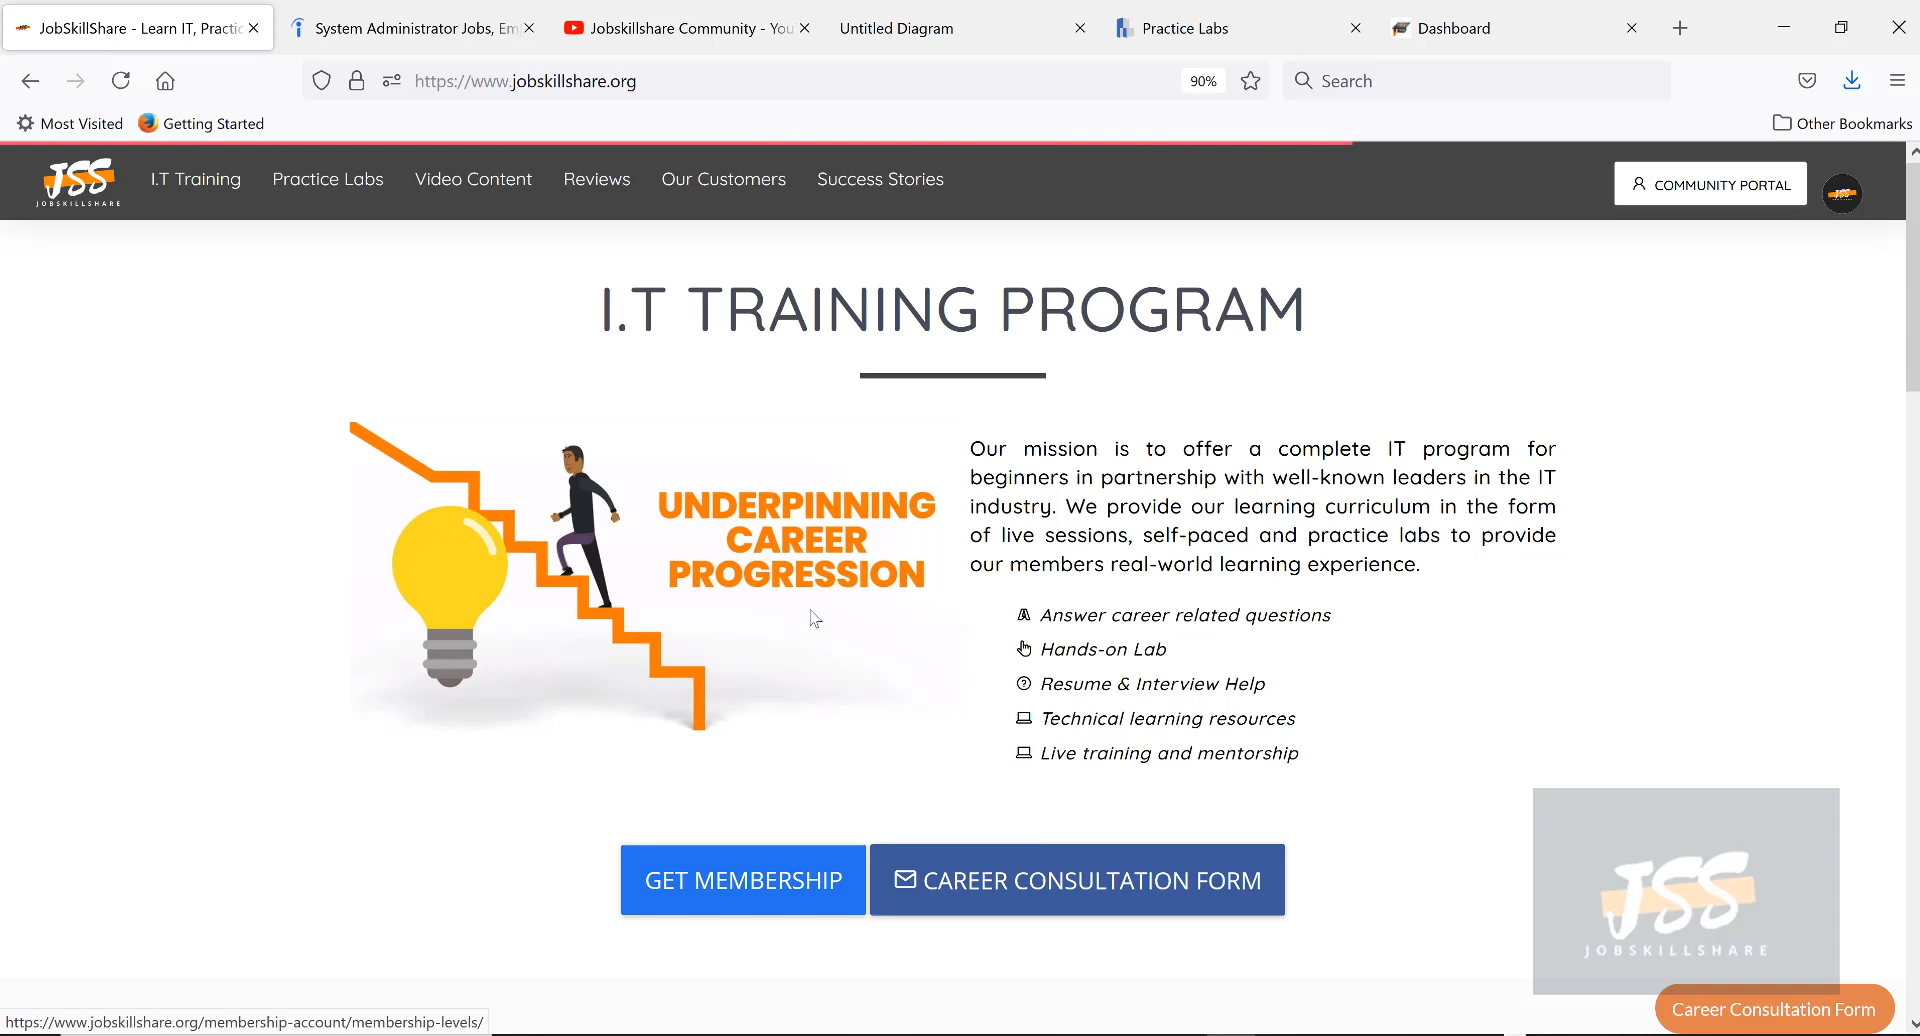 JobSkillShare - Learn IT, Practic
System Administrator Jobs, Em
Jobskillshare Community - You
Untitled Diagram
Practice Labs
Dashboard
https://www.jobskillshare.org
90%
Search
Most Visited
Getting Started
Other Bookmarks
JSS
JOBSKILLSHARE
I.T Training
Practice Labs
Video Content
Reviews
Our Customers
Success Stories
COMMUNITY PORTAL
JSS
I.T TRAINING PROGRAM
UNDERPINNING
CAREER
PROGRESSION
Our mission is to offer a complete IT program for
beginners in partnership with well-known leaders in the IT
industry. We provide our learning curriculum in the form
of live sessions, self-paced and practice labs to provide
our members real-world learning experience.
Answer career related questions
Hands-on Lab
Resume & Interview Help
Technical learning resources
Live training and mentorship
GET MEMBERSHIP
CAREER CONSULTATION FORM
JSS
JOBSKILLSHARE
Career Consultation Form
https://www.jobskillshare.org/membership-account/membership-levels/